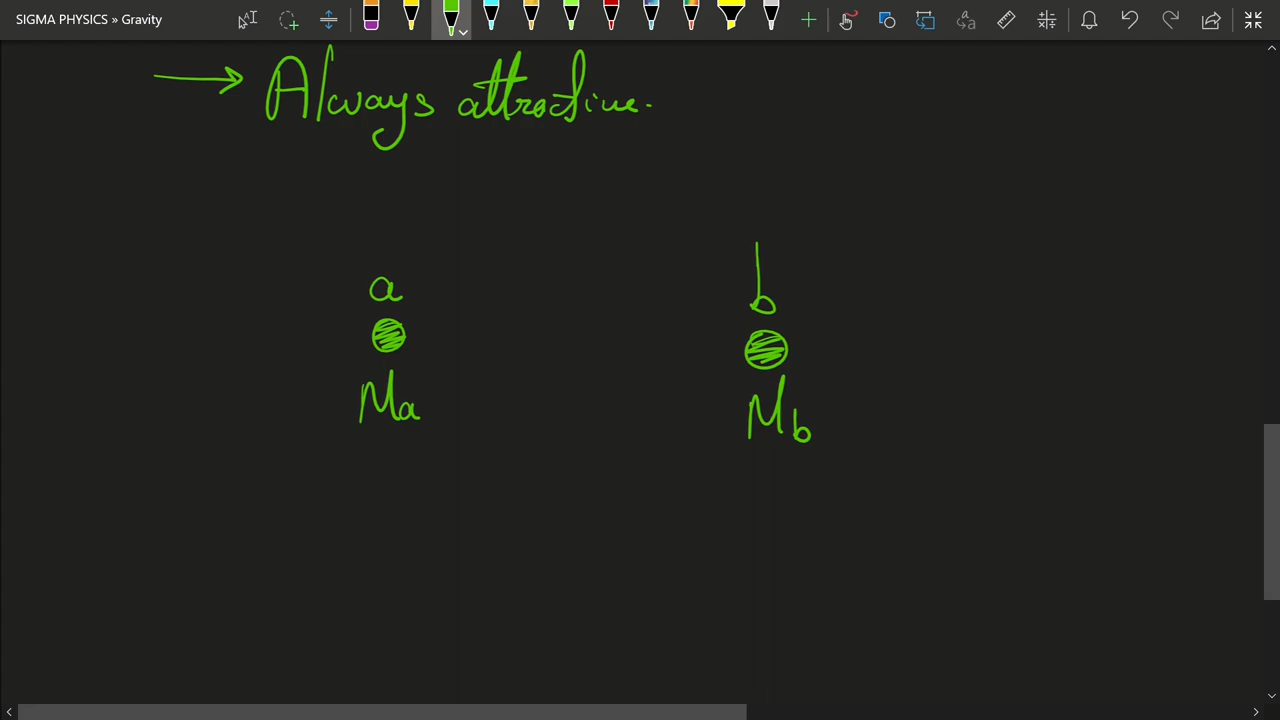 SIGMA PHYSICS » Gravity
→ Always attractive.
a
b
Ma
Mb